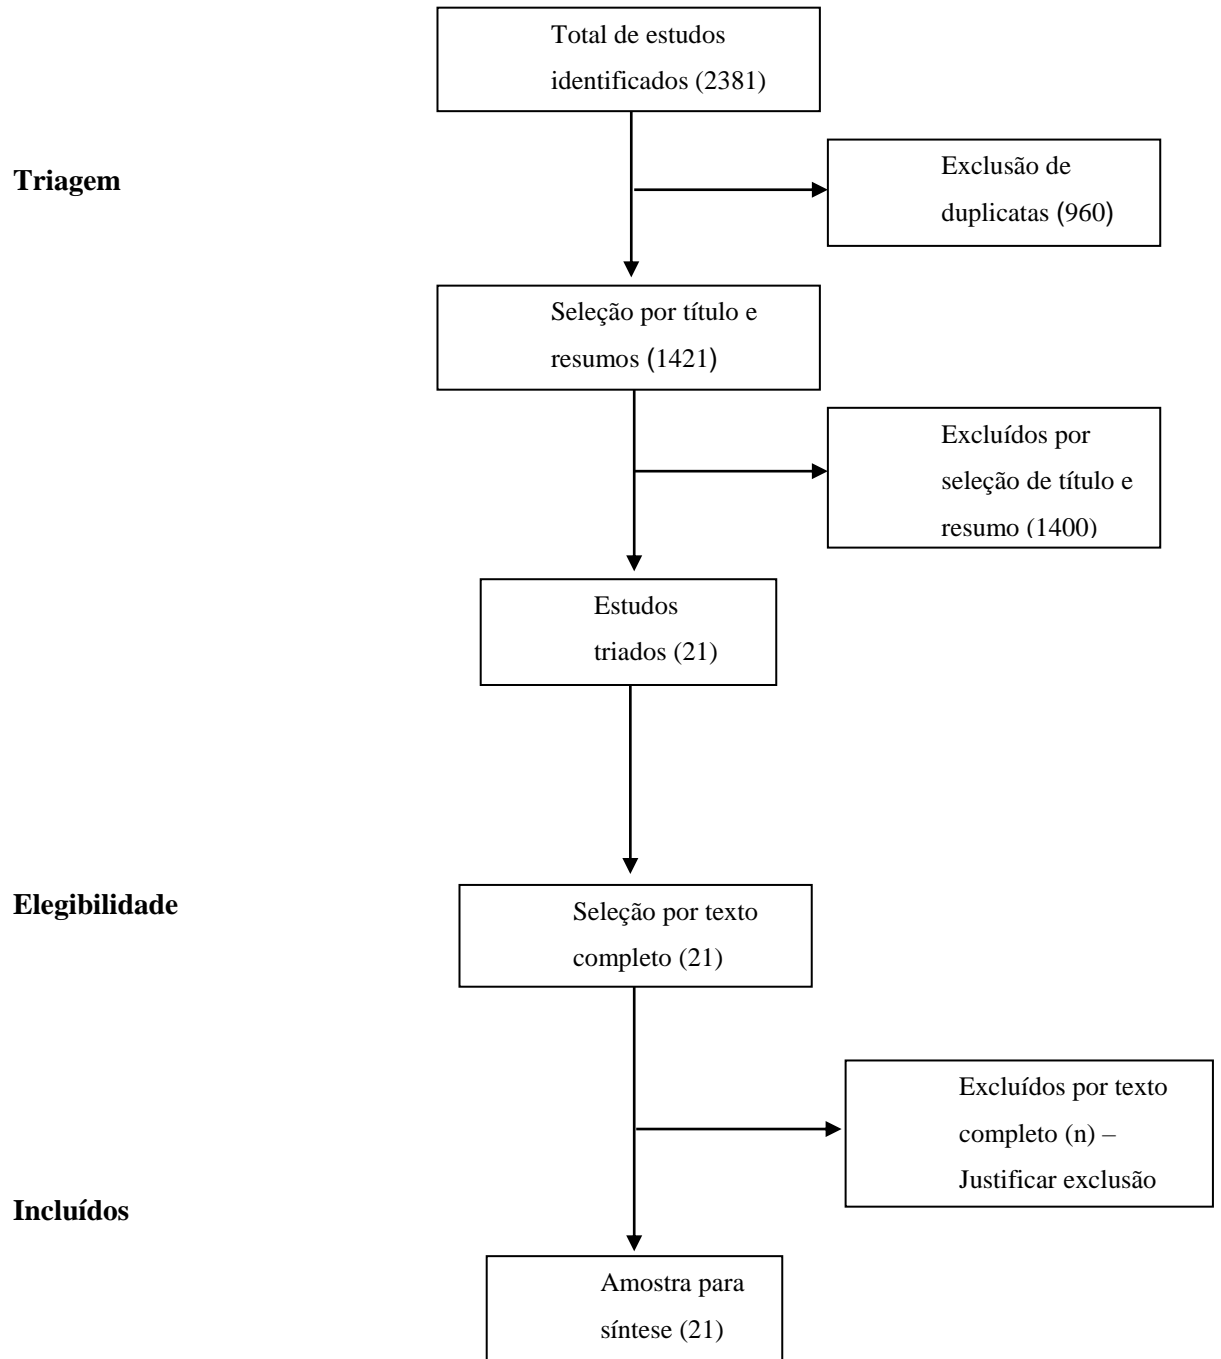 Total de estudos
identificados (2381)
Triagem
Exclusão de
duplicatas (960)
Seleção por título e
resumos (1421)
Excluídos por
seleção de título e
resumo (1400)
Estudos
triados (21)
Elegibilidade
Seleção por texto
completo (21)
Excluídos por texto
completo (n) –
Justificar exclusão
Incluídos
Amostra para
síntese (21)